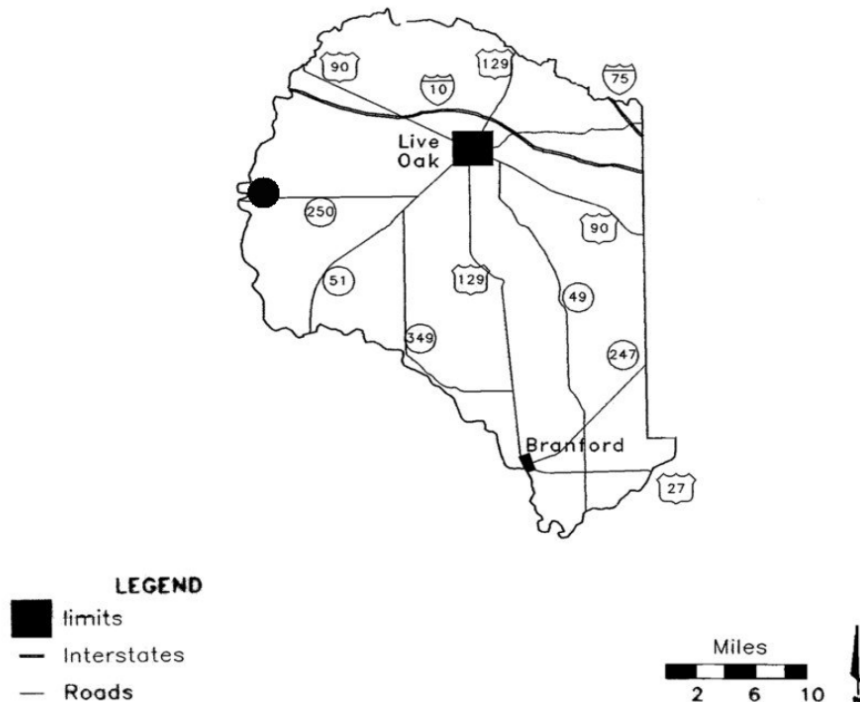 90
129
10
75
Live
Oak
250
90
51
129
49
349
247
Branford
27
LEGEND
limits
Interstates
Roads
Miles
2 6 10